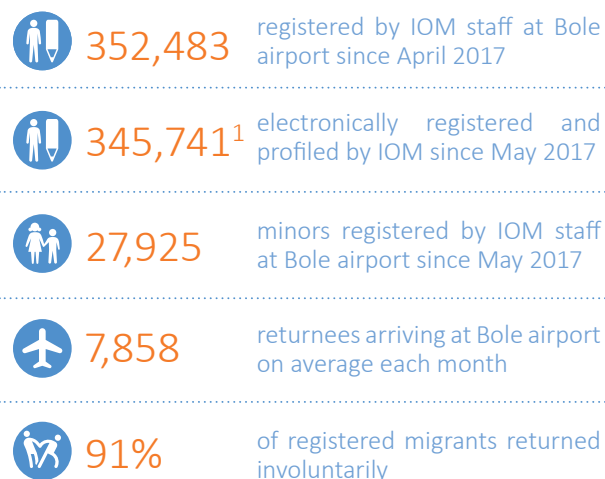 352,483
registered by IOM staff at Bole
airport since April 2017
345,741¹
electronically registered and
profiled by IOM since May 2017
27,925
minors registered by IOM staff
at Bole airport since May 2017
7,858
returnees arriving at Bole airport
on average each month
91%
of registered migrants returned
involuntarily